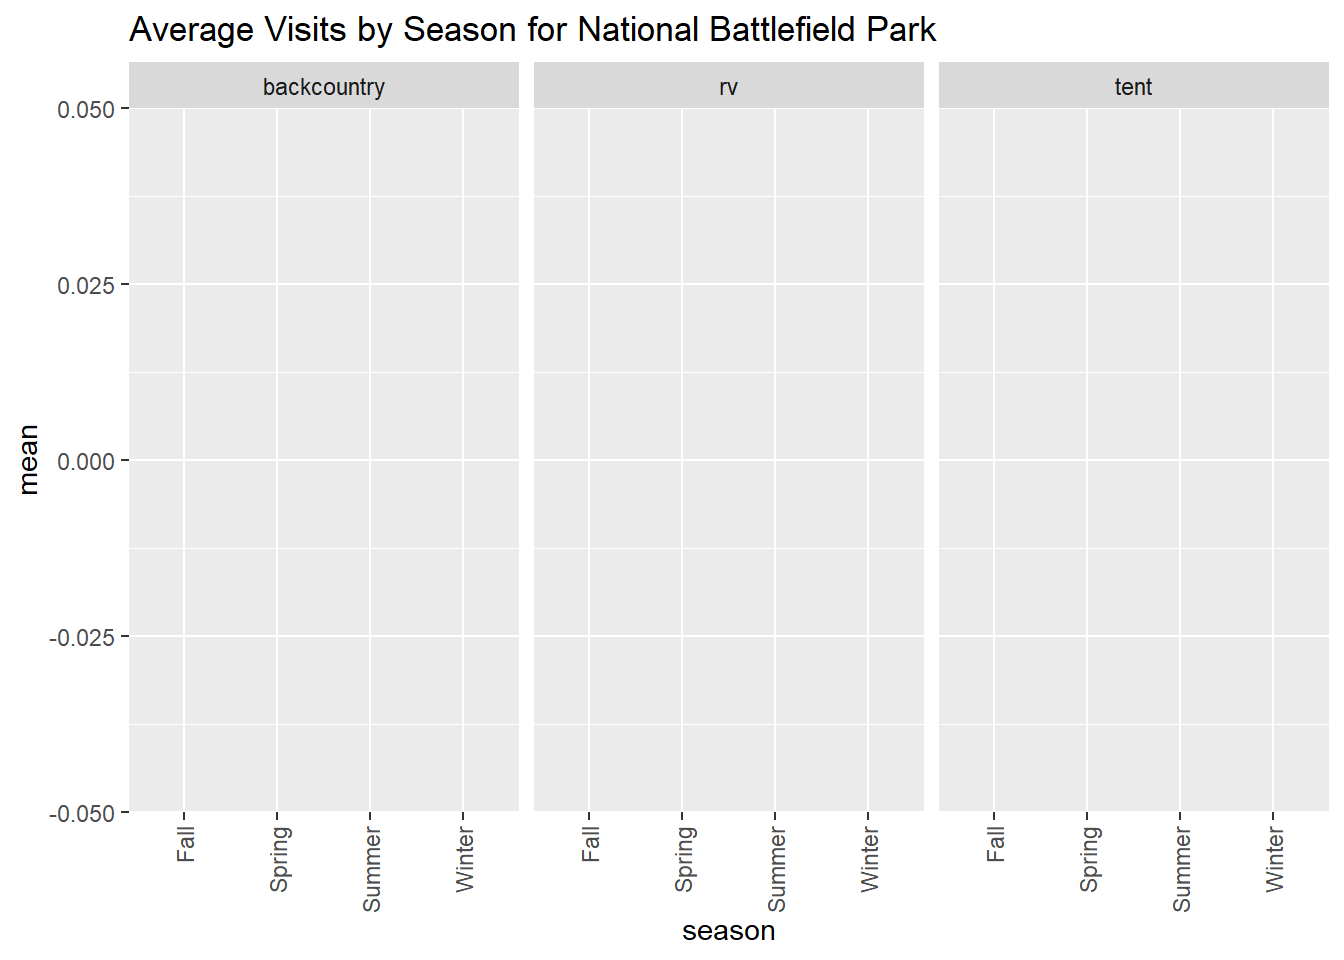 Average Visits by Season for National Battlefield Park
backcountry
rv
tent
0.050
0.025
0.000
-0.025
-0.050
mean
Fall
Spring
Summer
Winter
Fall
Spring
Summer
Winter
Fall
Spring
Summer
Winter
season